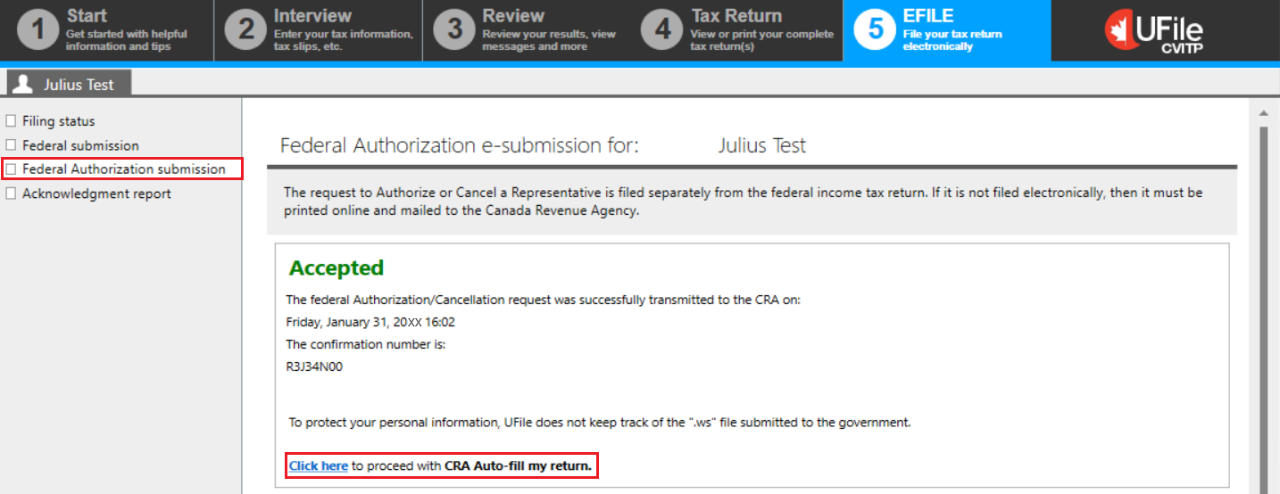 1 Start
Get started with helpful
information and tips
2 Interview
Enter your tax information,
tax slips, etc.
3 Review
Review your results, view
messages and more
4 Tax Return
View or print your complete
tax return(s)
5 EFILE
File your tax return
electronically
UFile
CVITP
Julius Test
Filing status
Federal submission
Federal Authorization submission
Acknowledgment report
Federal Authorization e-submission for: Julius Test
The request to Authorize or Cancel a Representative is filed separately from the federal income tax return. If it is not filed electronically, then it must be
printed online and mailed to the Canada Revenue Agency.
Accepted
The federal Authorization/Cancellation request was successfully transmitted to the CRA on:
Friday, January 31, 20XX 16:02
The confirmation number is:
R3J34N00
To protect your personal information, UFile does not keep track of the ".ws" file submitted to the government.
Click here to proceed with CRA Auto-fill my return.